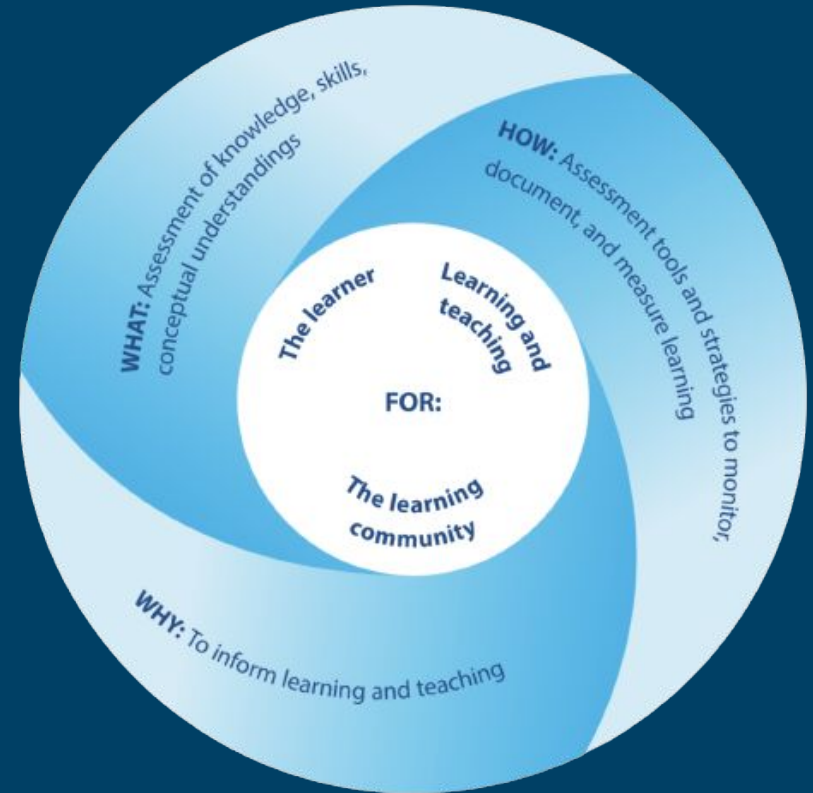 WHAT: Assessment of knowledge, skills,
conceptual understandings
HOW: Assessment tools and strategies to monitor,
document, and measure learning
The learner
Learning and
teaching
FOR:
The learning
community
WHY: To inform learning and teaching